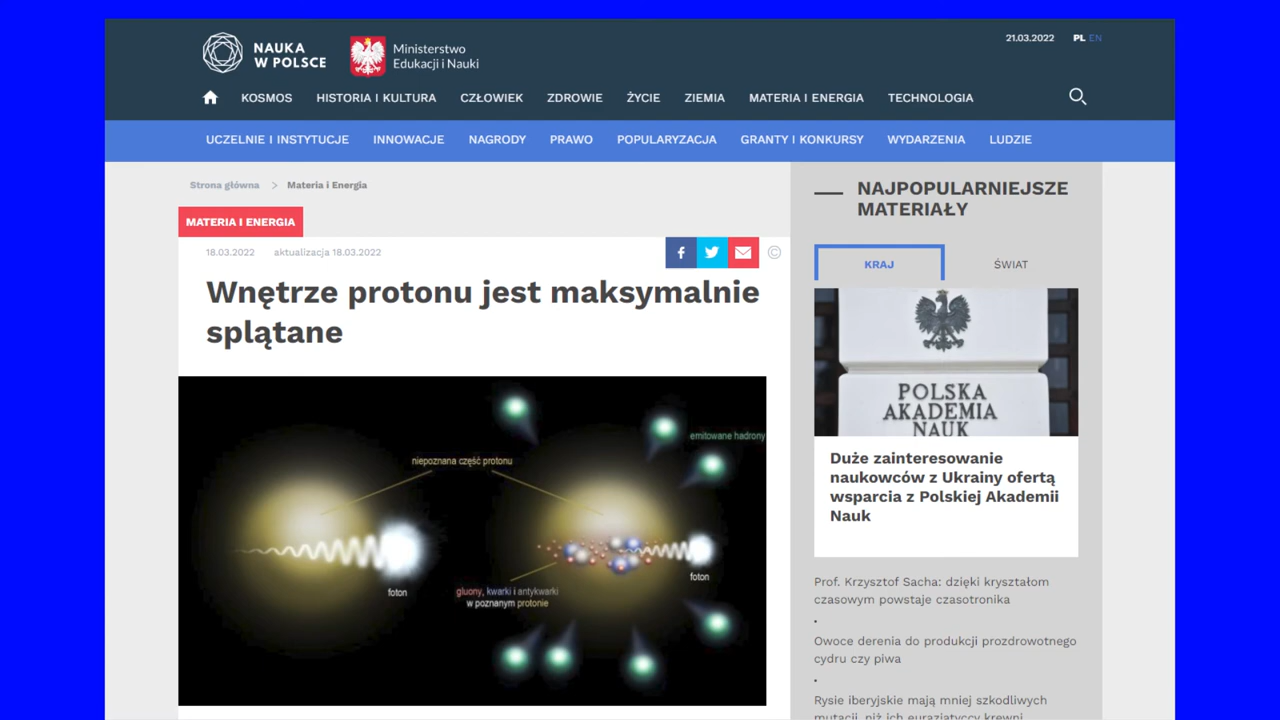 NAUKA
W POLSCE
Ministerstwo
Edukacji i Nauki
21.03.2022
PL EN
KOSMOS
HISTORIA I KULTURA
CZŁOWIEK
ZDROWIE
ŻYCIE
ZIEMIA
MATERIA I ENERGIA
TECHNOLOGIA
UCZELNIE I INSTYTUCJE
INNOWACJE
NAGRODY
PRAWO
POPULARYZACJA
GRANTY I KONKURSY
WYDARZENIA
LUDZIE
Strona główna > Materia i Energia
MATERIA I ENERGIA
18.03.2022
aktualizacja 18.03.2022
©
Wnętrze protonu jest maksymalnie
splątane
emitowane hadrony
niepoznana część protonu
foton
foton
gluony, kwarki i antykwarki
w poznanym protonie
NAJPOPULARNIEJSZE
MATERIAŁY
KRAJ
ŚWIAT
POLSKA
AKADEMIA
NAUK
Duże zainteresowanie
naukowców z Ukrainy ofertą
wsparcia z Polskiej Akademii
Nauk
Prof. Krzysztof Sacha: dzięki kryształom
czasowym powstaje czasotronika
Owoce derenia do produkcji prozdrowotnego
cydru czy piwa
Rysie iberyjskie mają mniej szkodliwych
mutacji, niż ich eurazjatyccy krewni